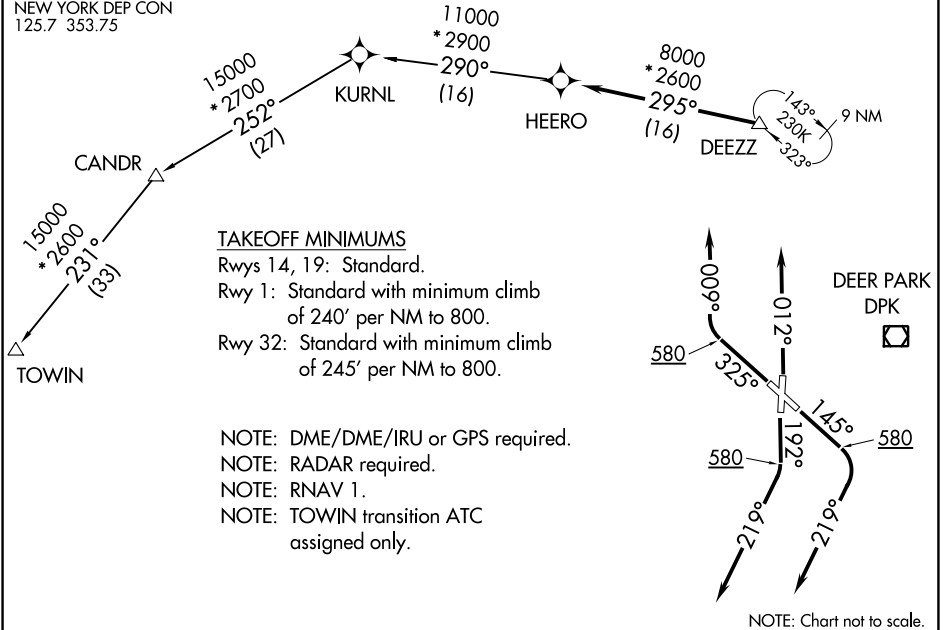 NEW YORK DEP CON
125.7 353.75
11000
*2900
290°
(16)
8000
*2600
295°
(16)
15000
*2700
252°
(27)
KURNL
HEERO
DEEZZ
143°
230K
323°
9 NM
CANDR
15000
*2600
231°
(33)
TOWIN
TAKEOFF MINIMUMS
Rwys 14, 19: Standard.
Rwy 1: Standard with minimum climb
of 240' per NM to 800.
Rwy 32: Standard with minimum climb
of 245' per NM to 800.
NOTE: DME/DME/IRU or GPS required.
NOTE: RADAR required.
NOTE: RNAV 1.
NOTE: TOWIN transition ATC
assigned only.
009°
012°
DEER PARK
DPK
580
325°
145°
192°
580
580
219°
219°
NOTE: Chart not to scale.